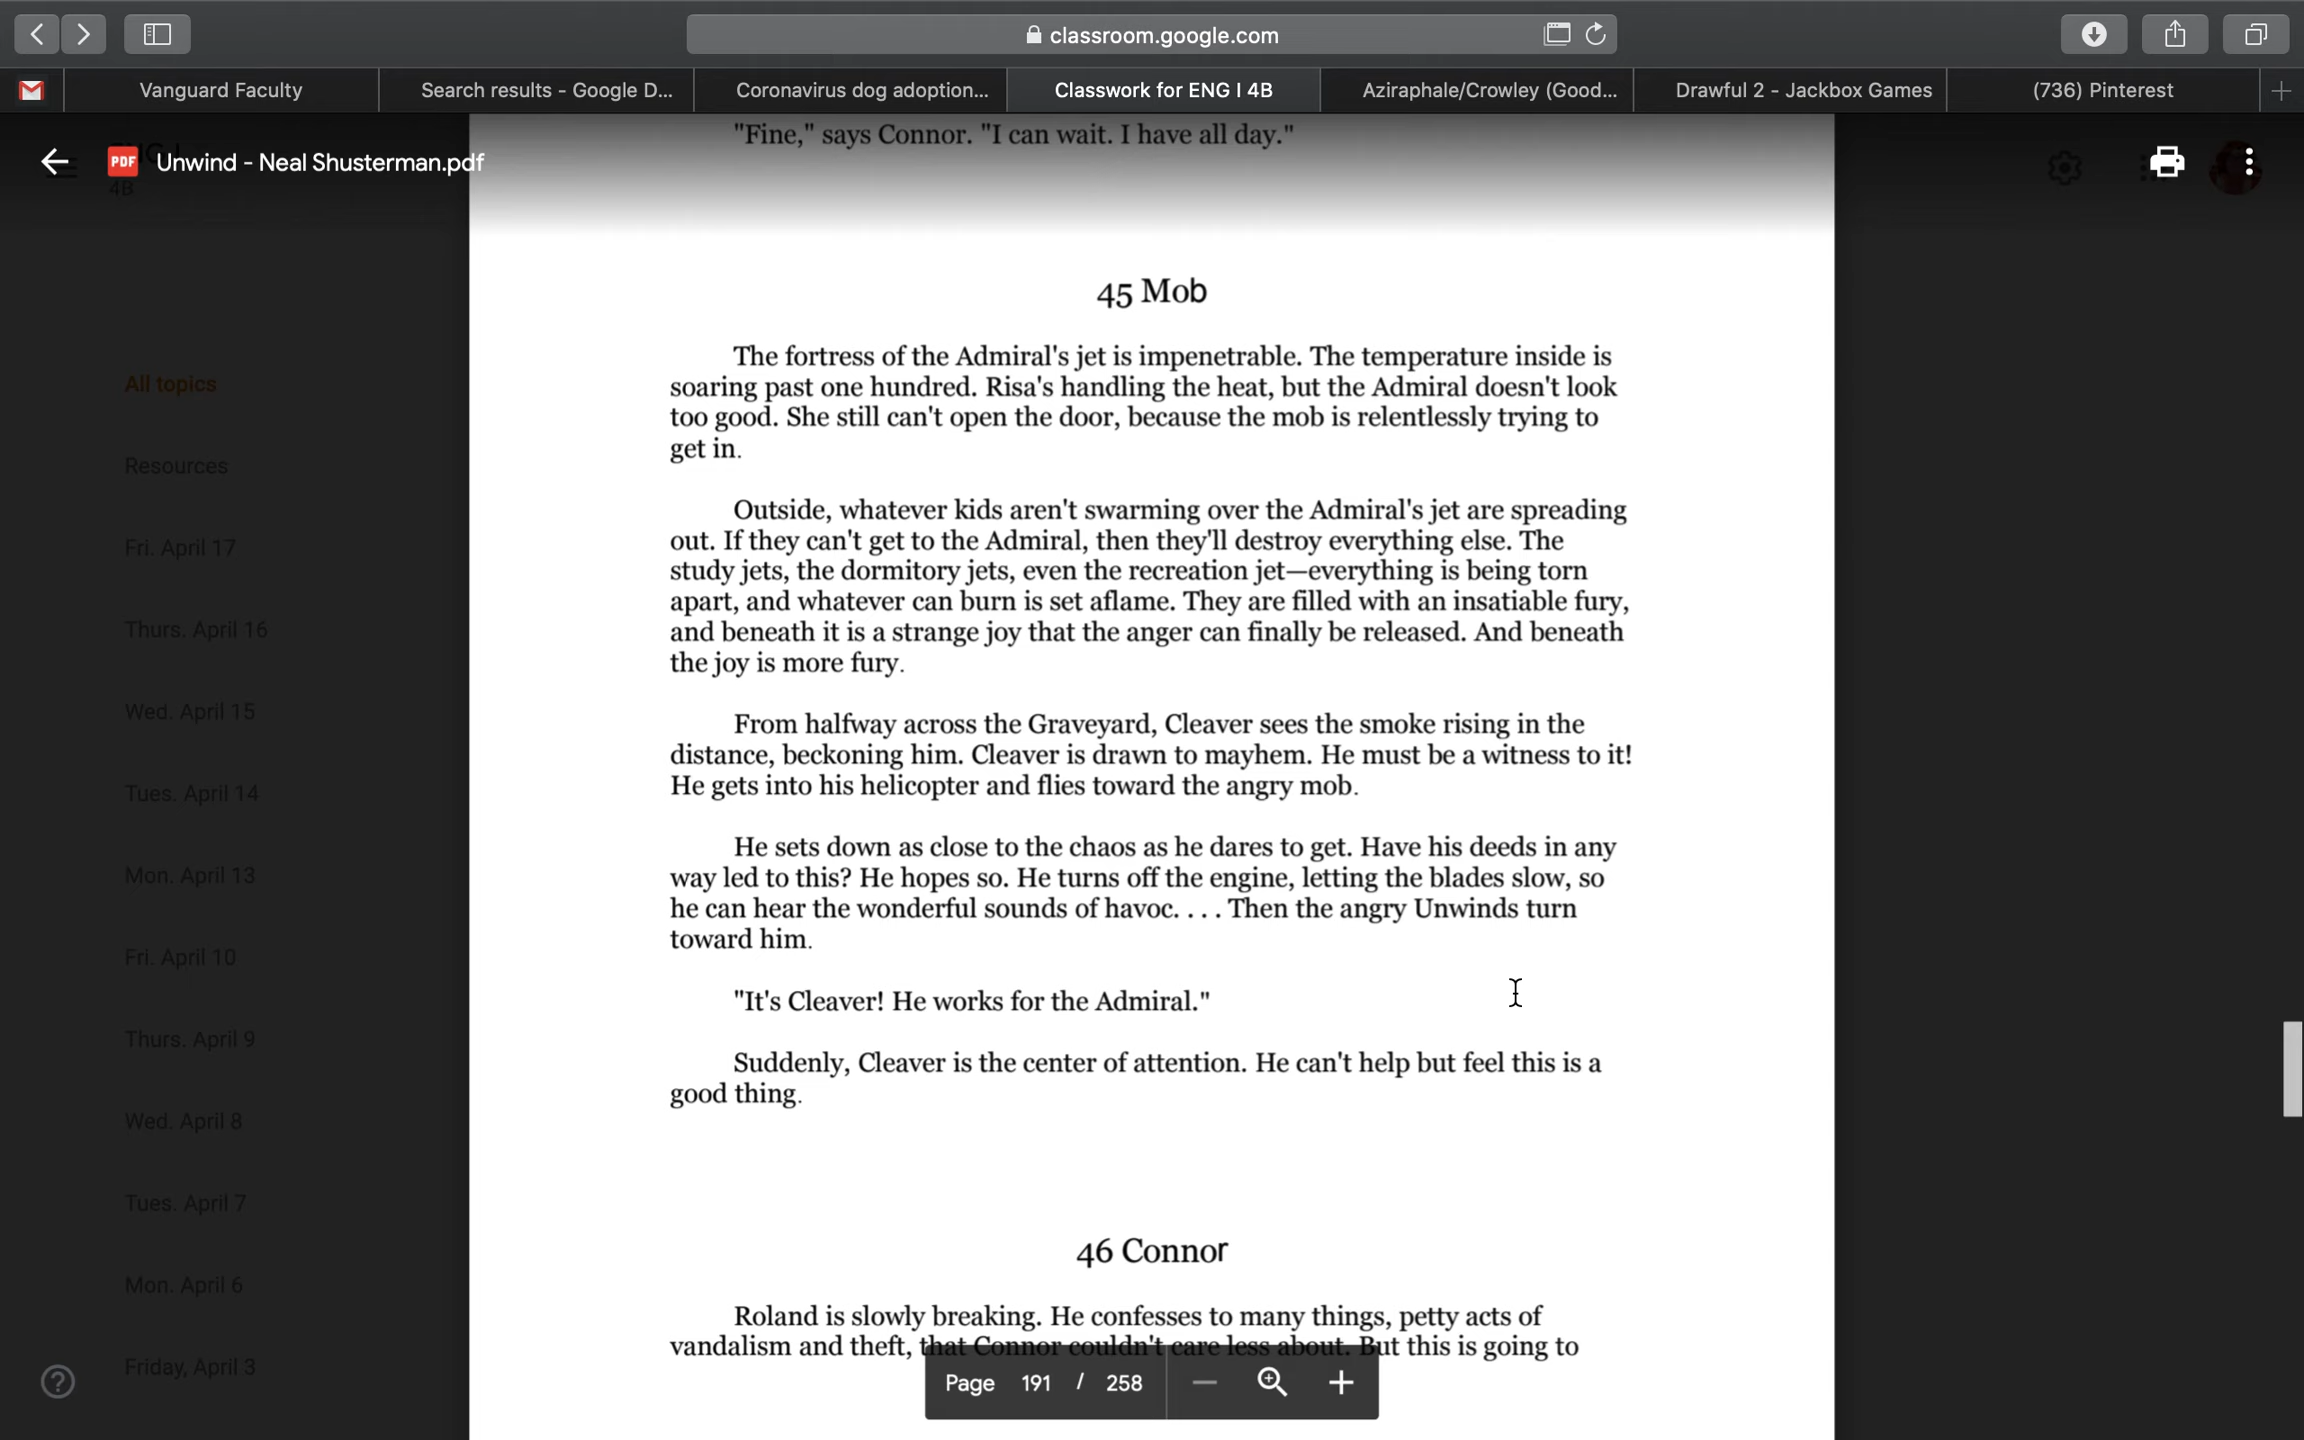 classroom.google.com
Vanguard Faculty
Search results - Google D...
Coronavirus dog adoption...
Classwork for ENG I 4B
Aziraphale/Crowley (Good...
Drawful 2 - Jackbox Games
(736) Pinterest
"Fine," says Connor. "I can wait. I have all day."
PDF Unwind - Neal Shusterman.pdf
4B
45 Mob
The fortress of the Admiral's jet is impenetrable. The temperature inside is
soaring past one hundred. Risa's handling the heat, but the Admiral doesn't look
too good. She still can't open the door, because the mob is relentlessly trying to
get in.
Outside, whatever kids aren't swarming over the Admiral's jet are spreading
out. If they can't get to the Admiral, then they'll destroy everything else. The
study jets, the dormitory jets, even the recreation jet—everything is being torn
apart, and whatever can burn is set aflame. They are filled with an insatiable fury,
and beneath it is a strange joy that the anger can finally be released. And beneath
the joy is more fury.
From halfway across the Graveyard, Cleaver sees the smoke rising in the
distance, beckoning him. Cleaver is drawn to mayhem. He must be a witness to it!
He gets into his helicopter and flies toward the angry mob.
He sets down as close to the chaos as he dares to get. Have his deeds in any
way led to this? He hopes so. He turns off the engine, letting the blades slow, so
he can hear the wonderful sounds of havoc. . . . Then the angry Unwinds turn
toward him.
"It's Cleaver! He works for the Admiral."
Suddenly, Cleaver is the center of attention. He can't help but feel this is a
good thing.
46 Connor
Roland is slowly breaking. He confesses to many things, petty acts of
vandalism and theft, that Connor couldn't care less about. But this is going to
Page 191 / 258
All topics
Resources
Fri. April 17
Thurs. April 16
Wed. April 15
Tues. April 14
Mon. April 13
Fri. April 10
Thurs. April 9
Wed. April 8
Tues. April 7
Mon. April 6
Friday, April 3